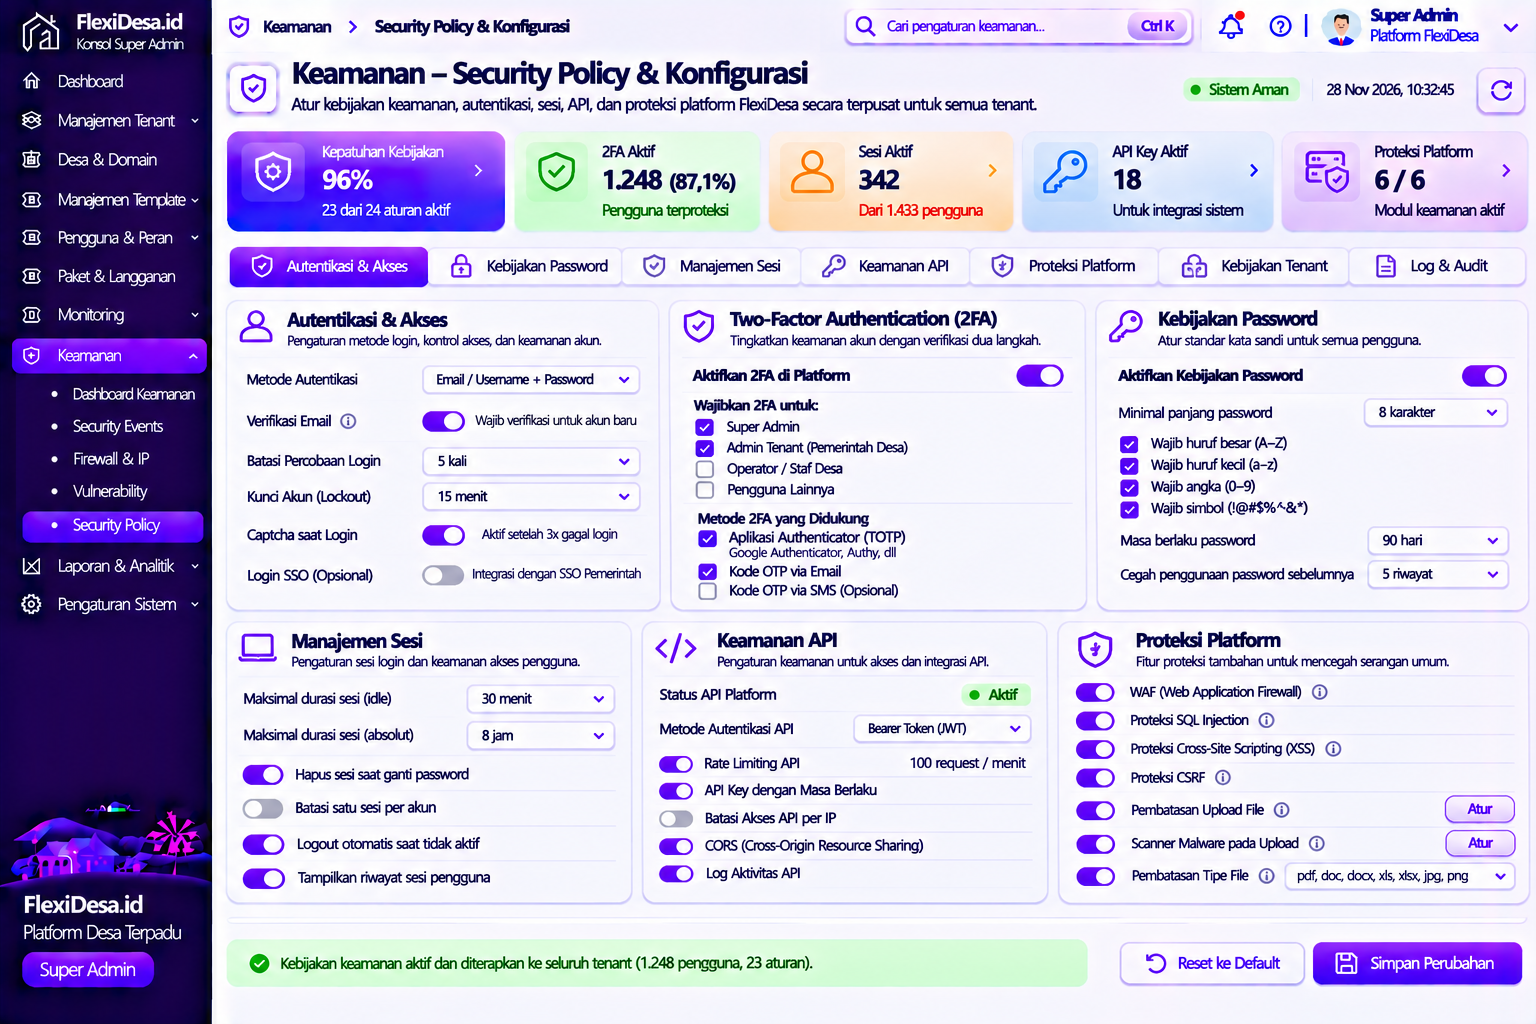 FlexiDesa.id
Konsol Super Admin
Dashboard
Manajemen Tenant
Desa & Domain
Manajemen Template
Pengguna & Peran
Paket & Langganan
Monitoring
Keamanan
Dashboard Keamanan
Security Events
Firewall & IP
Vulnerability
Security Policy
Laporan & Analitik
Pengaturan Sistem
FlexiDesa.id
Platform Desa Terpadu
Super Admin
Keamanan > Security Policy & Konfigurasi
Cari pengaturan keamanan... Ctrl K
Super Admin
Platform FlexiDesa
Keamanan – Security Policy & Konfigurasi
Atur kebijakan keamanan, autentikasi, sesi, API, dan proteksi platform FlexiDesa secara terpusat untuk semua tenant.
Sistem Aman
28 Nov 2026, 10:32:45
Kepatuhan Kebijakan
96%
23 dari 24 aturan aktif
2FA Aktif
1.248 (87,1%)
Pengguna terproteksi
Sesi Aktif
342
Dari 1.433 pengguna
API Key Aktif
18
Untuk integrasi sistem
Proteksi Platform
6 / 6
Modul keamanan aktif
Autentikasi & Akses
Kebijakan Password
Manajemen Sesi
Keamanan API
Proteksi Platform
Kebijakan Tenant
Log & Audit
Autentikasi & Akses
Pengaturan metode login, kontrol akses, dan keamanan akun.
Metode Autentikasi Email / Username + Password
Verifikasi Email Wajib verifikasi untuk akun baru
Batasi Percobaan Login 5 kali
Kunci Akun (Lockout) 15 menit
Captcha saat Login Aktif setelah 3x gagal login
Login SSO (Opsional) Integrasi dengan SSO Pemerintah
Two-Factor Authentication (2FA)
Tingkatkan keamanan akun dengan verifikasi dua langkah.
Aktifkan 2FA di Platform
Wajibkan 2FA untuk:
Super Admin
Admin Tenant (Pemerintah Desa)
Operator / Staf Desa
Pengguna Lainnya
Metode 2FA yang Didukung
Aplikasi Authenticator (TOTP)
Google Authenticator, Authy, dll
Kode OTP via Email
Kode OTP via SMS (Opsional)
Kebijakan Password
Atur standar kata sandi untuk semua pengguna.
Aktifkan Kebijakan Password
Minimal panjang password 8 karakter
Wajib huruf besar (A–Z)
Wajib huruf kecil (a–z)
Wajib angka (0–9)
Wajib simbol (!@#$%^&*)
Masa berlaku password 90 hari
Cegah penggunaan password sebelumnya 5 riwayat
Manajemen Sesi
Pengaturan sesi login dan keamanan akses pengguna.
Maksimal durasi sesi (idle) 30 menit
Maksimal durasi sesi (absolut) 8 jam
Hapus sesi saat ganti password
Batasi satu sesi per akun
Logout otomatis saat tidak aktif
Tampilkan riwayat sesi pengguna
Keamanan API
Pengaturan keamanan untuk akses dan integrasi API.
Status API Platform Aktif
Metode Autentikasi API Bearer Token (JWT)
Rate Limiting API 100 request / menit
API Key dengan Masa Berlaku
Batasi Akses API per IP
CORS (Cross-Origin Resource Sharing)
Log Aktivitas API
Proteksi Platform
Fitur proteksi tambahan untuk mencegah serangan umum.
WAF (Web Application Firewall)
Proteksi SQL Injection
Proteksi Cross-Site Scripting (XSS)
Proteksi CSRF
Pembatasan Upload File Atur
Scanner Malware pada Upload Atur
Pembatasan Tipe File pdf, doc, docx, xls, xlsx, jpg, png
Kebijakan keamanan aktif dan diterapkan ke seluruh tenant (1.248 pengguna, 23 aturan).
Reset ke Default
Simpan Perubahan